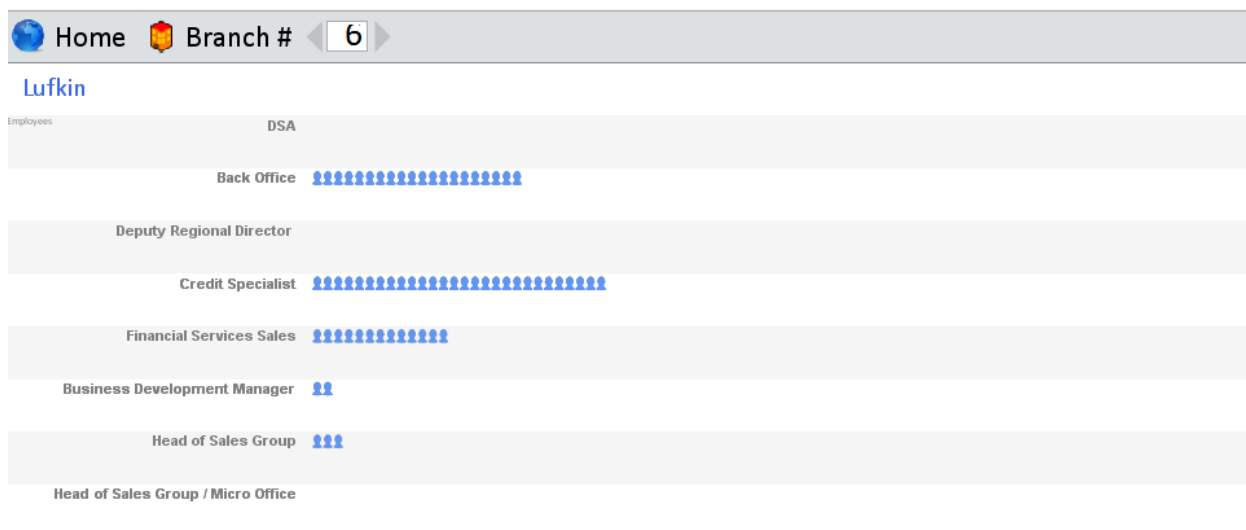 Home Branch # 6
Lufkin
Employees
DSA
Back Office
Deputy Regional Director
Credit Specialist
Financial Services Sales
Business Development Manager
Head of Sales Group
Head of Sales Group / Micro Office